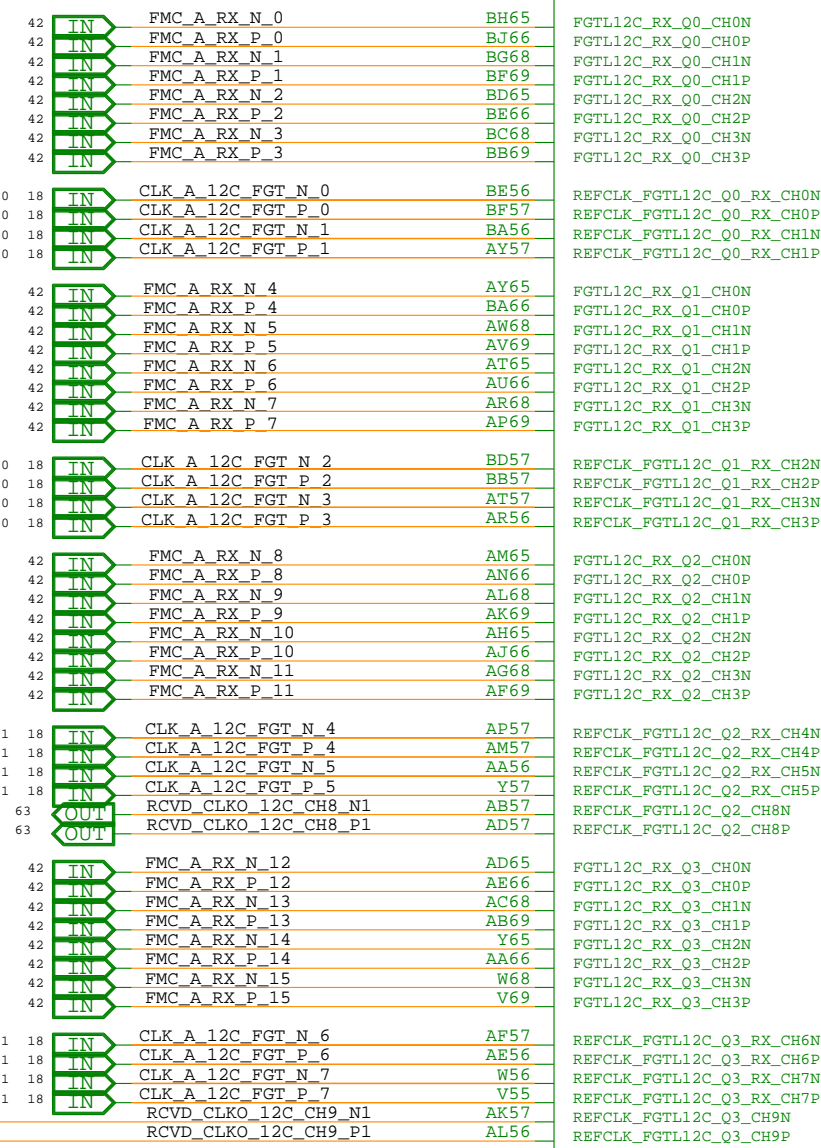 42 IN FMC_A_RX_N_0 BH65 FGTL12C_RX_Q0_CH0N
42 IN FMC_A_RX_P_0 BJ66 FGTL12C_RX_Q0_CH0P
42 IN FMC_A_RX_N_1 BG68 FGTL12C_RX_Q0_CH1N
42 IN FMC_A_RX_P_1 BF69 FGTL12C_RX_Q0_CH1P
42 IN FMC_A_RX_N_2 BD65 FGTL12C_RX_Q0_CH2N
42 IN FMC_A_RX_P_2 BE66 FGTL12C_RX_Q0_CH2P
42 IN FMC_A_RX_N_3 BC68 FGTL12C_RX_Q0_CH3N
42 IN FMC_A_RX_P_3 BB69 FGTL12C_RX_Q0_CH3P
0 18 IN CLK_A_12C_FGT_N_0 BE56 REFCLK_FGTL12C_Q0_RX_CH0N
0 18 IN CLK_A_12C_FGT_P_0 BF57 REFCLK_FGTL12C_Q0_RX_CH0P
0 18 IN CLK_A_12C_FGT_N_1 BA56 REFCLK_FGTL12C_Q0_RX_CH1N
0 18 IN CLK_A_12C_FGT_P_1 AY57 REFCLK_FGTL12C_Q0_RX_CH1P
42 IN FMC_A_RX_N_4 AY65 FGTL12C_RX_Q1_CH0N
42 IN FMC_A_RX_P_4 BA66 FGTL12C_RX_Q1_CH0P
42 IN FMC_A_RX_N_5 AW68 FGTL12C_RX_Q1_CH1N
42 IN FMC_A_RX_P_5 AV69 FGTL12C_RX_Q1_CH1P
42 IN FMC_A_RX_N_6 AT65 FGTL12C_RX_Q1_CH2N
42 IN FMC_A_RX_P_6 AU66 FGTL12C_RX_Q1_CH2P
42 IN FMC_A_RX_N_7 AR68 FGTL12C_RX_Q1_CH3N
42 IN FMC_A_RX_P_7 AP69 FGTL12C_RX_Q1_CH3P
0 18 IN CLK_A_12C_FGT_N_2 BD57 REFCLK_FGTL12C_Q1_RX_CH2N
0 18 IN CLK_A_12C_FGT_P_2 BB57 REFCLK_FGTL12C_Q1_RX_CH2P
0 18 IN CLK_A_12C_FGT_N_3 AT57 REFCLK_FGTL12C_Q1_RX_CH3N
0 18 IN CLK_A_12C_FGT_P_3 AR56 REFCLK_FGTL12C_Q1_RX_CH3P
42 IN FMC_A_RX_N_8 AM65 FGTL12C_RX_Q2_CH0N
42 IN FMC_A_RX_P_8 AN66 FGTL12C_RX_Q2_CH0P
42 IN FMC_A_RX_N_9 AL68 FGTL12C_RX_Q2_CH1N
42 IN FMC_A_RX_P_9 AK69 FGTL12C_RX_Q2_CH1P
42 IN FMC_A_RX_N_10 AH65 FGTL12C_RX_Q2_CH2N
42 IN FMC_A_RX_P_10 AJ66 FGTL12C_RX_Q2_CH2P
42 IN FMC_A_RX_N_11 AG68 FGTL12C_RX_Q2_CH3N
42 IN FMC_A_RX_P_11 AF69 FGTL12C_RX_Q2_CH3P
1 18 IN CLK_A_12C_FGT_N_4 AP57 REFCLK_FGTL12C_Q2_RX_CH4N
1 18 IN CLK_A_12C_FGT_P_4 AM57 REFCLK_FGTL12C_Q2_RX_CH4P
1 18 IN CLK_A_12C_FGT_N_5 AA56 REFCLK_FGTL12C_Q2_RX_CH5N
1 18 IN CLK_A_12C_FGT_P_5 Y57 REFCLK_FGTL12C_Q2_RX_CH5P
63 OUT RCVD_CLKO_12C_CH8_N1 AB57 REFCLK_FGTL12C_Q2_CH8N
63 OUT RCVD_CLKO_12C_CH8_P1 AD57 REFCLK_FGTL12C_Q2_CH8P
42 IN FMC_A_RX_N_12 AD65 FGTL12C_RX_Q3_CH0N
42 IN FMC_A_RX_P_12 AE66 FGTL12C_RX_Q3_CH0P
42 IN FMC_A_RX_N_13 AC68 FGTL12C_RX_Q3_CH1N
42 IN FMC_A_RX_P_13 AB69 FGTL12C_RX_Q3_CH1P
42 IN FMC_A_RX_N_14 Y65 FGTL12C_RX_Q3_CH2N
42 IN FMC_A_RX_P_14 AA66 FGTL12C_RX_Q3_CH2P
42 IN FMC_A_RX_N_15 W68 FGTL12C_RX_Q3_CH3N
42 IN FMC_A_RX_P_15 V69 FGTL12C_RX_Q3_CH3P
1 18 IN CLK_A_12C_FGT_N_6 AF57 REFCLK_FGTL12C_Q3_RX_CH6N
1 18 IN CLK_A_12C_FGT_P_6 AE56 REFCLK_FGTL12C_Q3_RX_CH6P
1 18 IN CLK_A_12C_FGT_N_7 W56 REFCLK_FGTL12C_Q3_RX_CH7N
1 18 IN CLK_A_12C_FGT_P_7 V55 REFCLK_FGTL12C_Q3_RX_CH7P
RCVD_CLKO_12C_CH9_N1 AK57 REFCLK_FGTL12C_Q3_CH9N
RCVD_CLKO_12C_CH9_P1 AL56 REFCLK_FGTL12C_Q3_CH9P